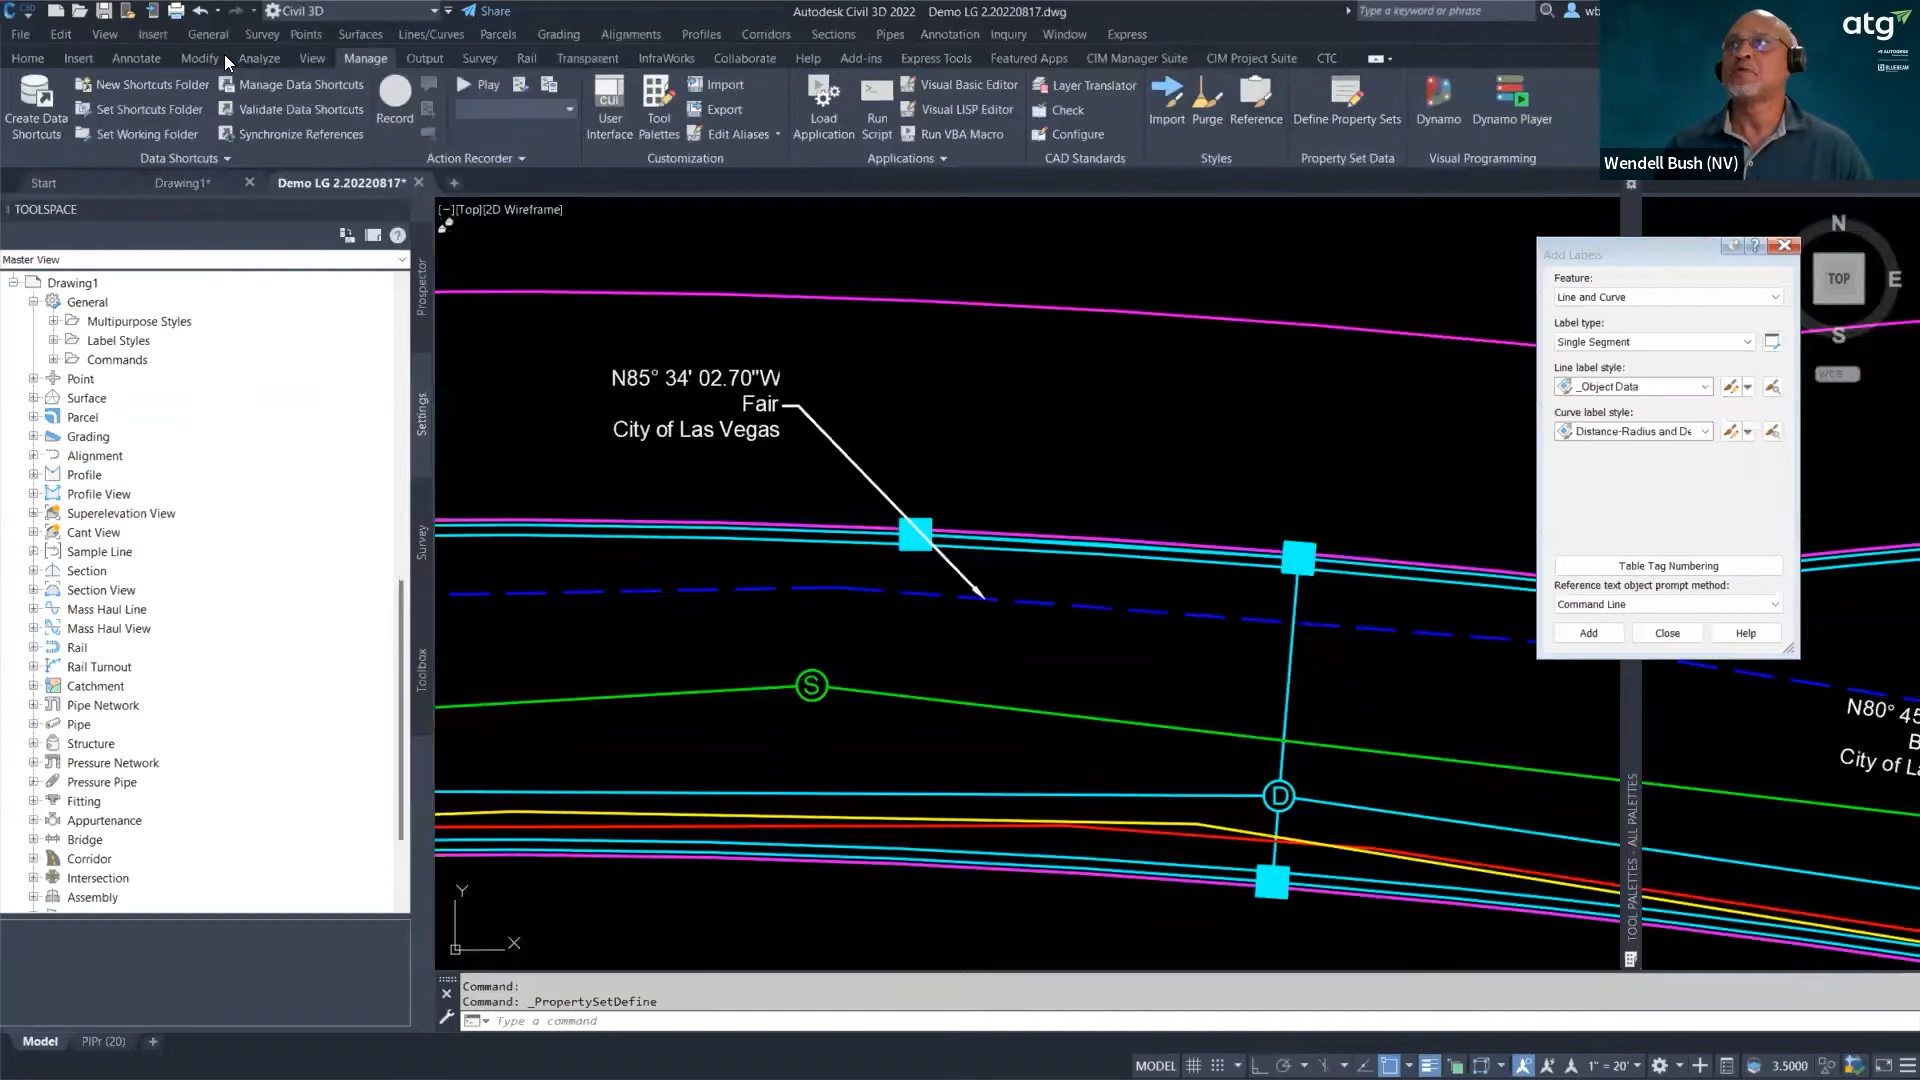 Civil 3D
Share
Autodesk Civil 3D 2022 Demo LG 2.20220817.dwg
Type a keyword or phrase
File Edit View Insert General Survey Points Surfaces Lines/Curves Parcels Grading Alignments Profiles Corridors Sections Pipes Annotation Inquiry Window Express
Home Insert Annotate Modify Analyze View Manage Output Survey Rail Transparent InfraWorks Collaborate Help Add-ins Express Tools Featured Apps CIM Manager Suite CIM Project Suite CTC
Create Data Shortcuts
New Shortcuts Folder
Set Shortcuts Folder
Set Working Folder
Manage Data Shortcuts
Validate Data Shortcuts
Synchronize References
Data Shortcuts
Record
Play
Action Recorder
User Interface
CUI
Tool Palettes
Import
Export
Edit Aliases
Customization
Load Application
Run Script
Visual Basic Editor
Visual LISP Editor
Run VBA Macro
Applications
Layer Translator
Check
Configure
CAD Standards
Import
Purge
Reference
Styles
Define Property Sets
Property Set Data
Dynamo
Dynamo Player
Visual Programming
atg
AUTODESK
BLUEBEAM
Wendell Bush (NV)
Start
Drawing1*
Demo LG 2.20220817*
TOOLSPACE
Master View
Drawing1
General
Multipurpose Styles
Label Styles
Commands
Point
Surface
Parcel
Grading
Alignment
Profile
Profile View
Superelevation View
Cant View
Sample Line
Section
Section View
Mass Haul Line
Mass Haul View
Rail
Rail Turnout
Catchment
Pipe Network
Pipe
Structure
Pressure Network
Pressure Pipe
Fitting
Appurtenance
Bridge
Corridor
Intersection
Assembly
Prospector
Settings
Survey
Toolbox
[−][Top][2D Wireframe]
N85° 34' 02.70"W
Fair
City of Las Vegas
S
D
Y
X
Add Labels
Feature:
Line and Curve
Label type:
Single Segment
Line label style:
_Object Data
Curve label style:
Distance-Radius and De
Table Tag Numbering
Reference text object prompt method:
Command Line
Add
Close
Help
N
TOP
E
S
WCS
N80° 45
B
City of La
TOOL PALETTES - ALL PALETTES
Command:
Command: _PropertySetDefine
Type a command
Model
PIPr (20)
MODEL
1" = 20'
3.5000